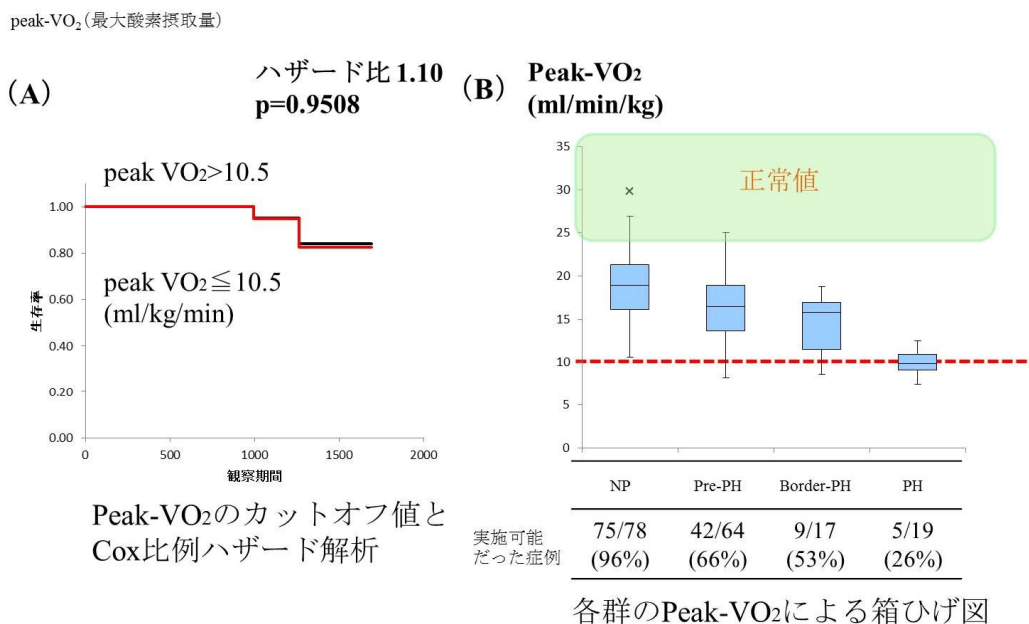 peak-VO₂(最大酸素摂取量)
(A)
ハザード比 1.10
p=0.9508
peak VO₂>10.5
1.00
0.80
0.60
0.40
0.20
0.00
生存率
peak VO₂≦10.5
(ml/kg/min)
0 500 1000 1500 2000
観察期間
Peak-VO₂のカットオフ値と
Cox比例ハザード解析
(B)
Peak-VO₂
(ml/min/kg)
正常値
35
30
25
20
15
10
5
0
NP Pre-PH Border-PH PH
実施可能
だった症例
75/78 42/64 9/17 5/19
(96%) (66%) (53%) (26%)
各群のPeak-VO₂による箱ひげ図